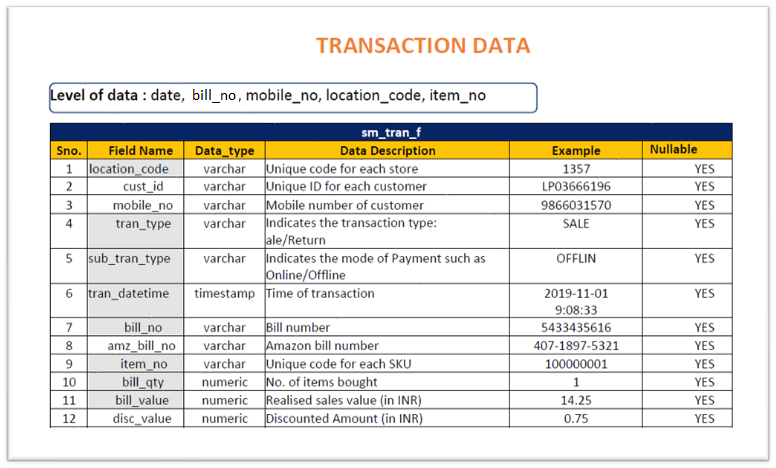 TRANSACTION DATA
Level of data : date, bill_no, mobile_no, location_code, item_no
sm_tran_f
Sno. Field Name Data_type Data Description Example Nullable
1 location_code varchar Unique code for each store 1357 YES
2 cust_id varchar Unique ID for each customer LP03666196 YES
3 mobile_no varchar Mobile number of customer 9866031570 YES
4 tran_type varchar Indicates the transaction type: SALE YES
ale/Return
5 sub_tran_type varchar Indicates the mode of Payment such as OFFLIN YES
Online/Offline
6 tran_datetime timestamp Time of transaction 2019-11-01 YES
9:08:33
7 bill_no varchar Bill number 5433435616 YES
8 amz_bill_no varchar Amazon bill number 407-1897-5321 YES
9 item_no varchar Unique code for each SKU 100000001 YES
10 bill_qty numeric No. of items bought 1 YES
11 bill_value numeric Realised sales value (in INR) 14.25 YES
12 disc_value numeric Discounted Amount (in INR) 0.75 YES